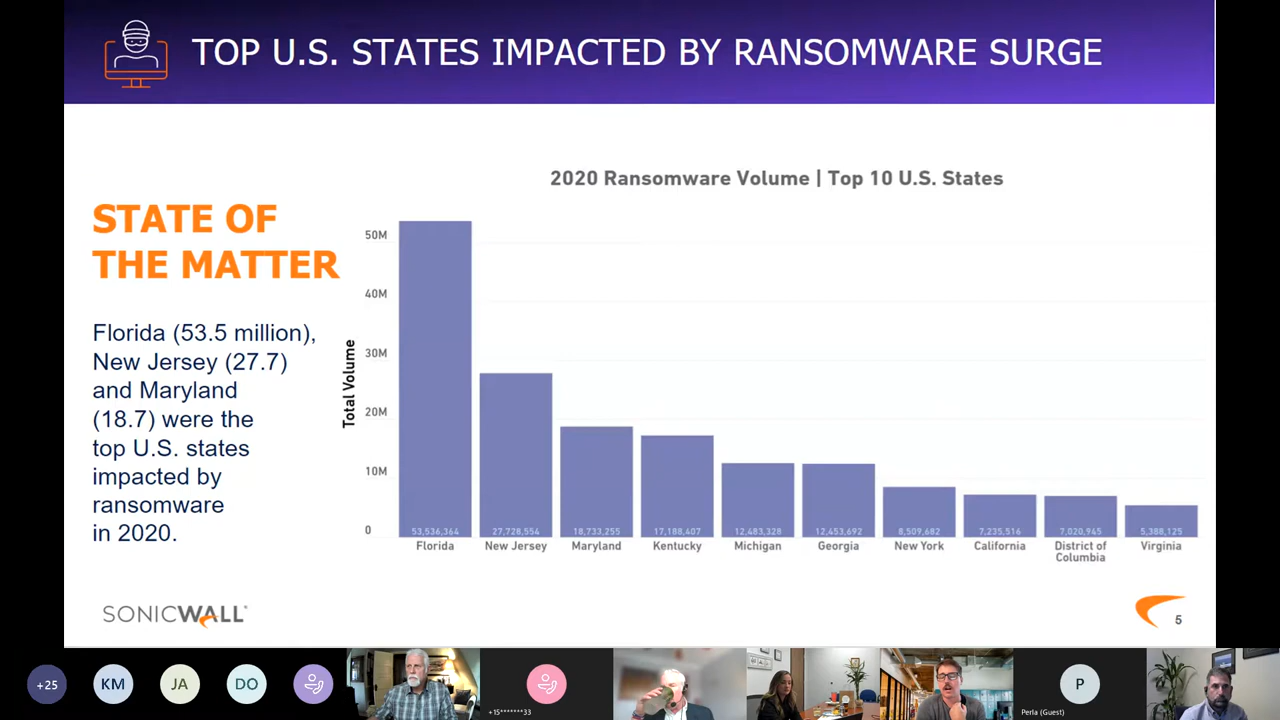 TOP U.S. STATES IMPACTED BY RANSOMWARE SURGE
STATE OF
THE MATTER
Florida (53.5 million),
New Jersey (27.7)
and Maryland
(18.7) were the
top U.S. states
impacted by
ransomware
in 2020.
2020 Ransomware Volume | Top 10 U.S. States
Total Volume
50M
40M
30M
20M
10M
0
53,536,364
27,728,554
18,733,255
17,188,407
12,483,328
12,453,692
8,509,682
7,235,516
7,020,945
5,388,125
Florida
New Jersey
Maryland
Kentucky
Michigan
Georgia
New York
California
District of
Columbia
Virginia
SONICWALL®
5
+25
KM
JA
DO
+15*******33
P
Perla (Guest)